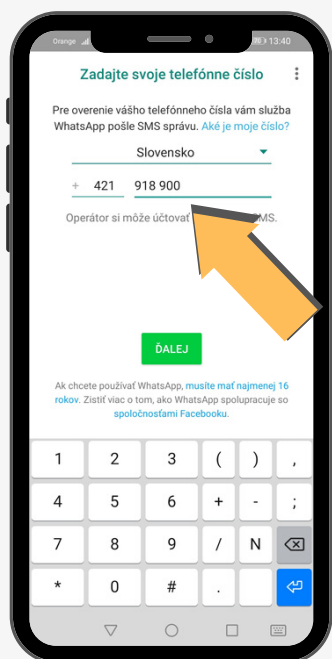 Orange
13:40
Zadajte svoje telefónne číslo
Pre overenie vášho telefónneho čísla vám služba
WhatsApp pošle SMS správu. Aké je moje číslo?
Slovensko
+ 421 918 900
Operátor si môže účtovať SMS.
ĎALEJ
Ak chcete používať WhatsApp, musíte mať najmenej 16
rokov. Zistiť viac o tom, ako WhatsApp spolupracuje so
spoločnosťami Facebooku.
1 2 3 ( ) ,
4 5 6 + - ;
7 8 9 / N
* 0 # .